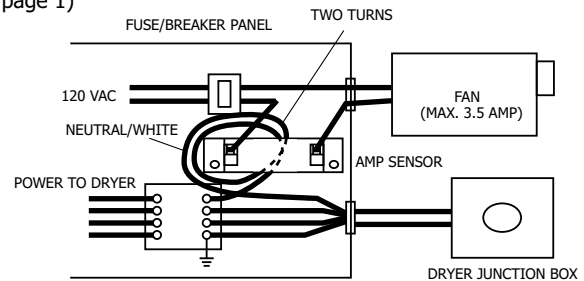 page 1)
TWO TURNS
FUSE/BREAKER PANEL
120 VAC
FAN
(MAX. 3.5 AMP)
NEUTRAL/WHITE
AMP SENSOR
POWER TO DRYER
DRYER JUNCTION BOX